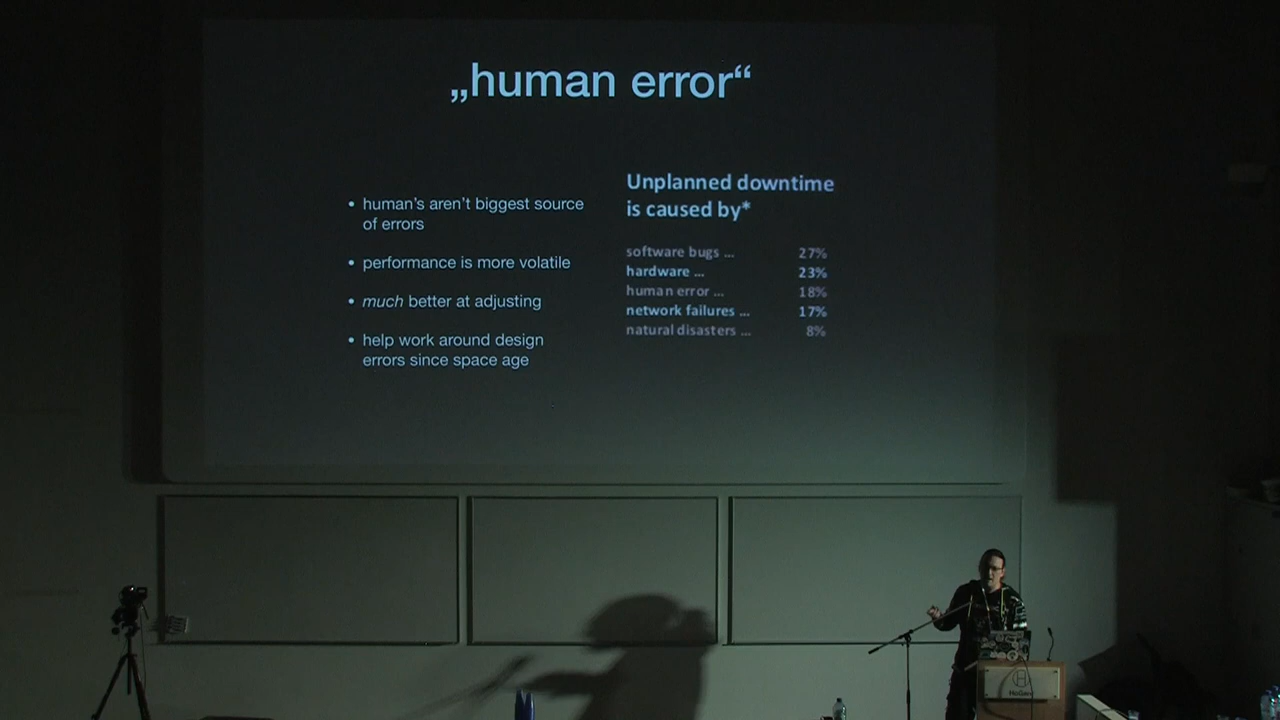 „human error“
• human's aren't biggest source
of errors
• performance is more volatile
• much better at adjusting
• help work around design
errors since space age
Unplanned downtime
is caused by*
software bugs ... 27%
hardware ... 23%
human error ... 18%
network failures ... 17%
natural disasters ... 8%